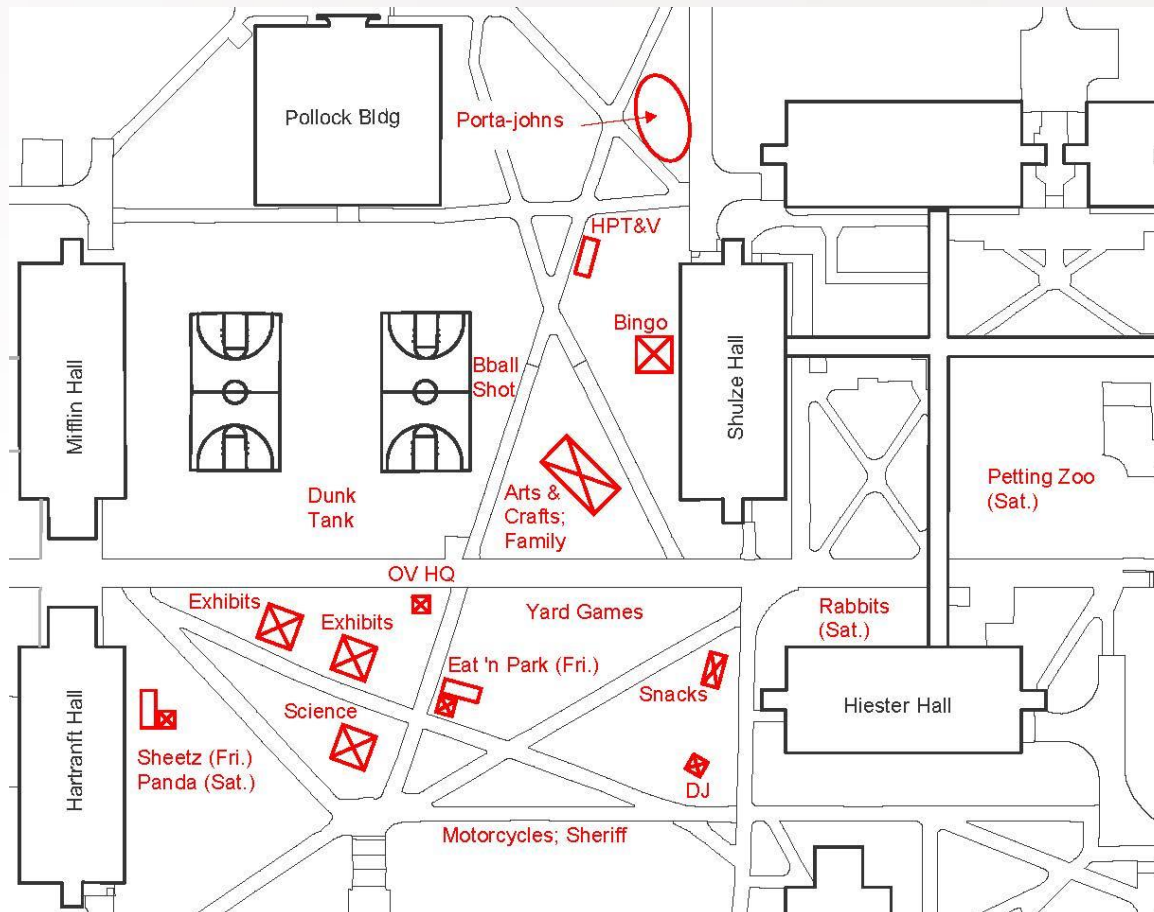 Pollock Bldg
Porta-johns
HPT&V
Bingo
Bball
Shot
Mifflin Hall
Shulze Hall
Dunk
Tank
Arts &
Crafts;
Family
Petting Zoo
(Sat.)
OV HQ
Exhibits
Exhibits
Yard Games
Rabbits
(Sat.)
Eat 'n Park (Fri.)
Snacks
Hiester Hall
Science
Hartranft Hall
Sheetz (Fri.)
Panda (Sat.)
DJ
Motorcycles; Sheriff